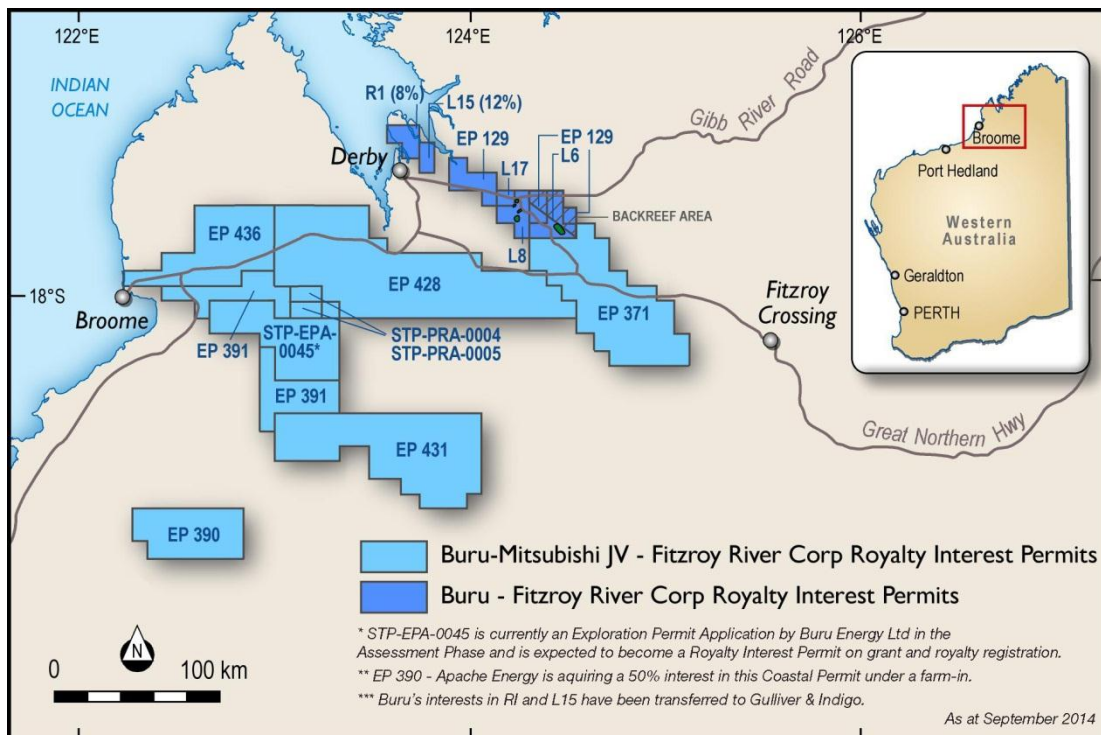 122°E
124°E
126°E
INDIAN
OCEAN
R1 (8%)
L15 (12%)
Gibb River Road
EP 129
EP 129
Derby
L17
L6
BACKREEF AREA
L8
EP 436
EP 428
18°S
Broome
EP 371
Fitzroy
Crossing
EP 391
STP-EPA-
0045*
STP-PRA-0004
STP-PRA-0005
EP 391
EP 431
Great Northern Hwy
EP 390
Broome
Port Hedland
Western
Australia
Geraldton
PERTH
Buru-Mitsubishi JV - Fitzroy River Corp Royalty Interest Permits
Buru - Fitzroy River Corp Royalty Interest Permits
* STP-EPA-0045 is currently an Exploration Permit Application by Buru Energy Ltd in the
Assessment Phase and is expected to become a Royalty Interest Permit on grant and royalty registration.
** EP 390 - Apache Energy is aquiring a 50% interest in this Coastal Permit under a farm-in.
*** Buru's interests in RI and L15 have been transferred to Gulliver & Indigo.
N
0 100 km
As at September 2014